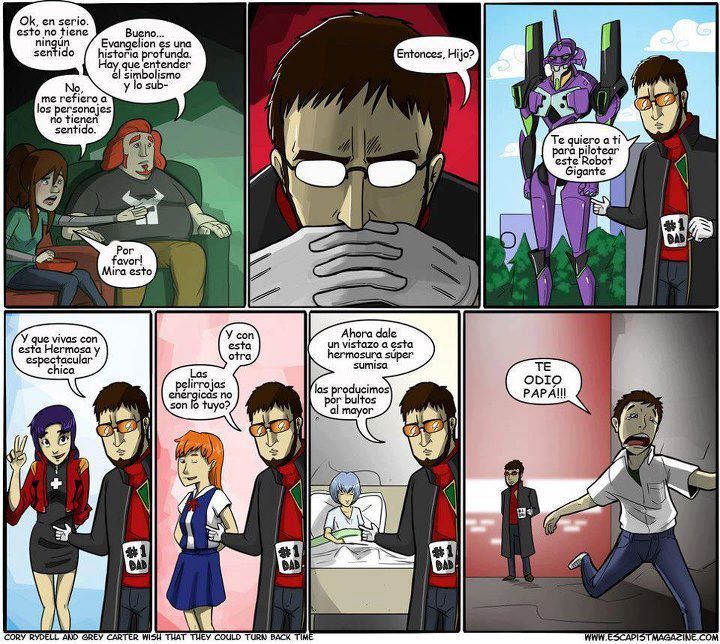 Ok, en serio.
esto no tiene
ningún
sentido
Bueno...
Evangelion es una
historia profunda.
Hay que entender
el simbolismo
y lo sub-
No,
me refiero a
los personajes
no tienen
sentido.
Por
favor!
Mira esto
Entonces, Hijo?
Te quiero a ti
para pilotear
este Robot
Gigante
#1
DAD
Y que vivas con
esta Hermosa y
espectacular
chica
#1
DAD
Y con
esta
otra
Las
pelirrojas
enérgicas no
son lo tuyo?
#1
DAD
Ahora dale
un vistazo a esta
hermosura súper
sumisa
las producimos
por bultos
al mayor
#1
DAD
TE
ODIO
PAPÁ!!!
CORY RYDELL AND GREY CARTER WISH THAT THEY COULD TURN BACK TIME
WWW.ESCAPISTMAGAZINE.COM